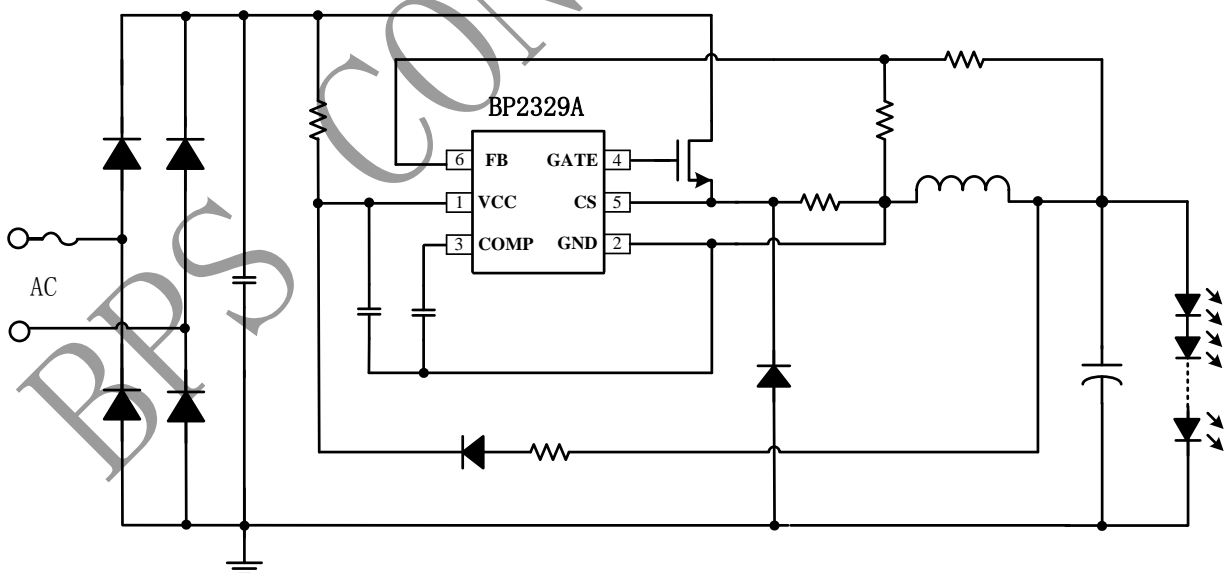 BPS CON
BP2329A
6 FB GATE 4
1 VCC CS 5
3 COMP GND 2
AC